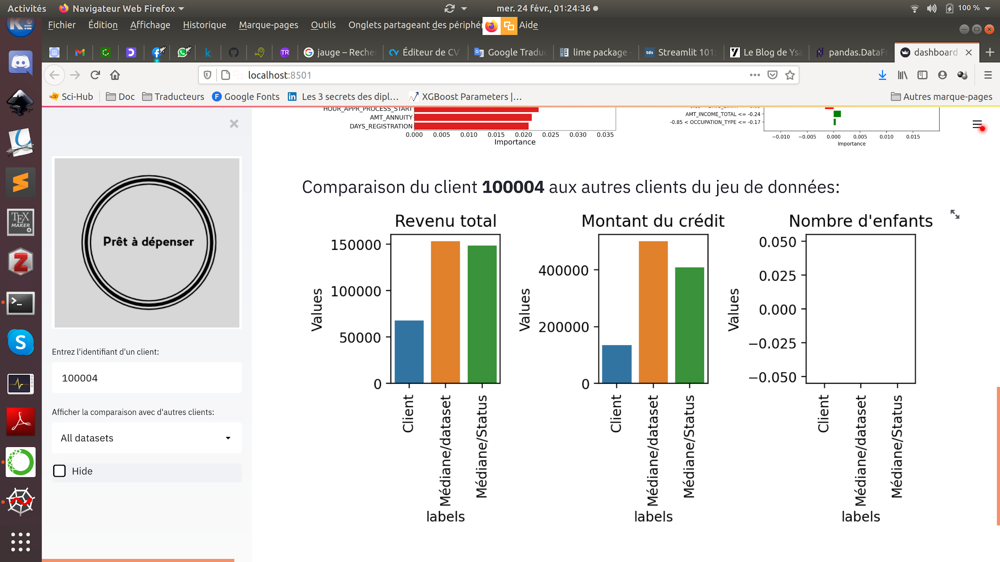 Activités Navigateur Web Firefox mer. 24 févr., 01:24:36 100 %
Fichier Édition Affichage Historique Marque-pages Outils Onglets partageant des périphér Aide
jauge – Recher Éditeur de CV Google Traduc lime package - Streamlit 101: Le Blog de Ysa pandas.DataFr dashboard
localhost:8501
Sci-Hub Doc Traducteurs Google Fonts Les 3 secrets des dipl... XGBoost Parameters |... Autres marque-pages
HOUR_APPR_PROCESS_START
AMT_ANNUITY
DAYS_REGISTRATION
0.000 0.005 0.010 0.015 0.020 0.025 0.030 0.035
Importance
AMT_INCOME_TOTAL <= -0.24
-0.85 < OCCUPATION_TYPE <= -0.17
−0.010 −0.005 0.000 0.005 0.010 0.015
Importance
Prêt à dépenser
Entrez l'identifiant d'un client:
100004
Afficher la comparaison avec d'autres clients:
All datasets
Hide
Comparaison du client 100004 aux autres clients du jeu de données:
Revenu total
150000
100000
50000
0
Values
Client Médiane/dataset Médiane/Status
labels
Montant du crédit
400000
200000
0
Values
Client Médiane/dataset Médiane/Status
labels
Nombre d'enfants
0.050
0.025
0.000
−0.025
−0.050
Values
Client Médiane/dataset Médiane/Status
labels
TEX
MAKER
TR
tds